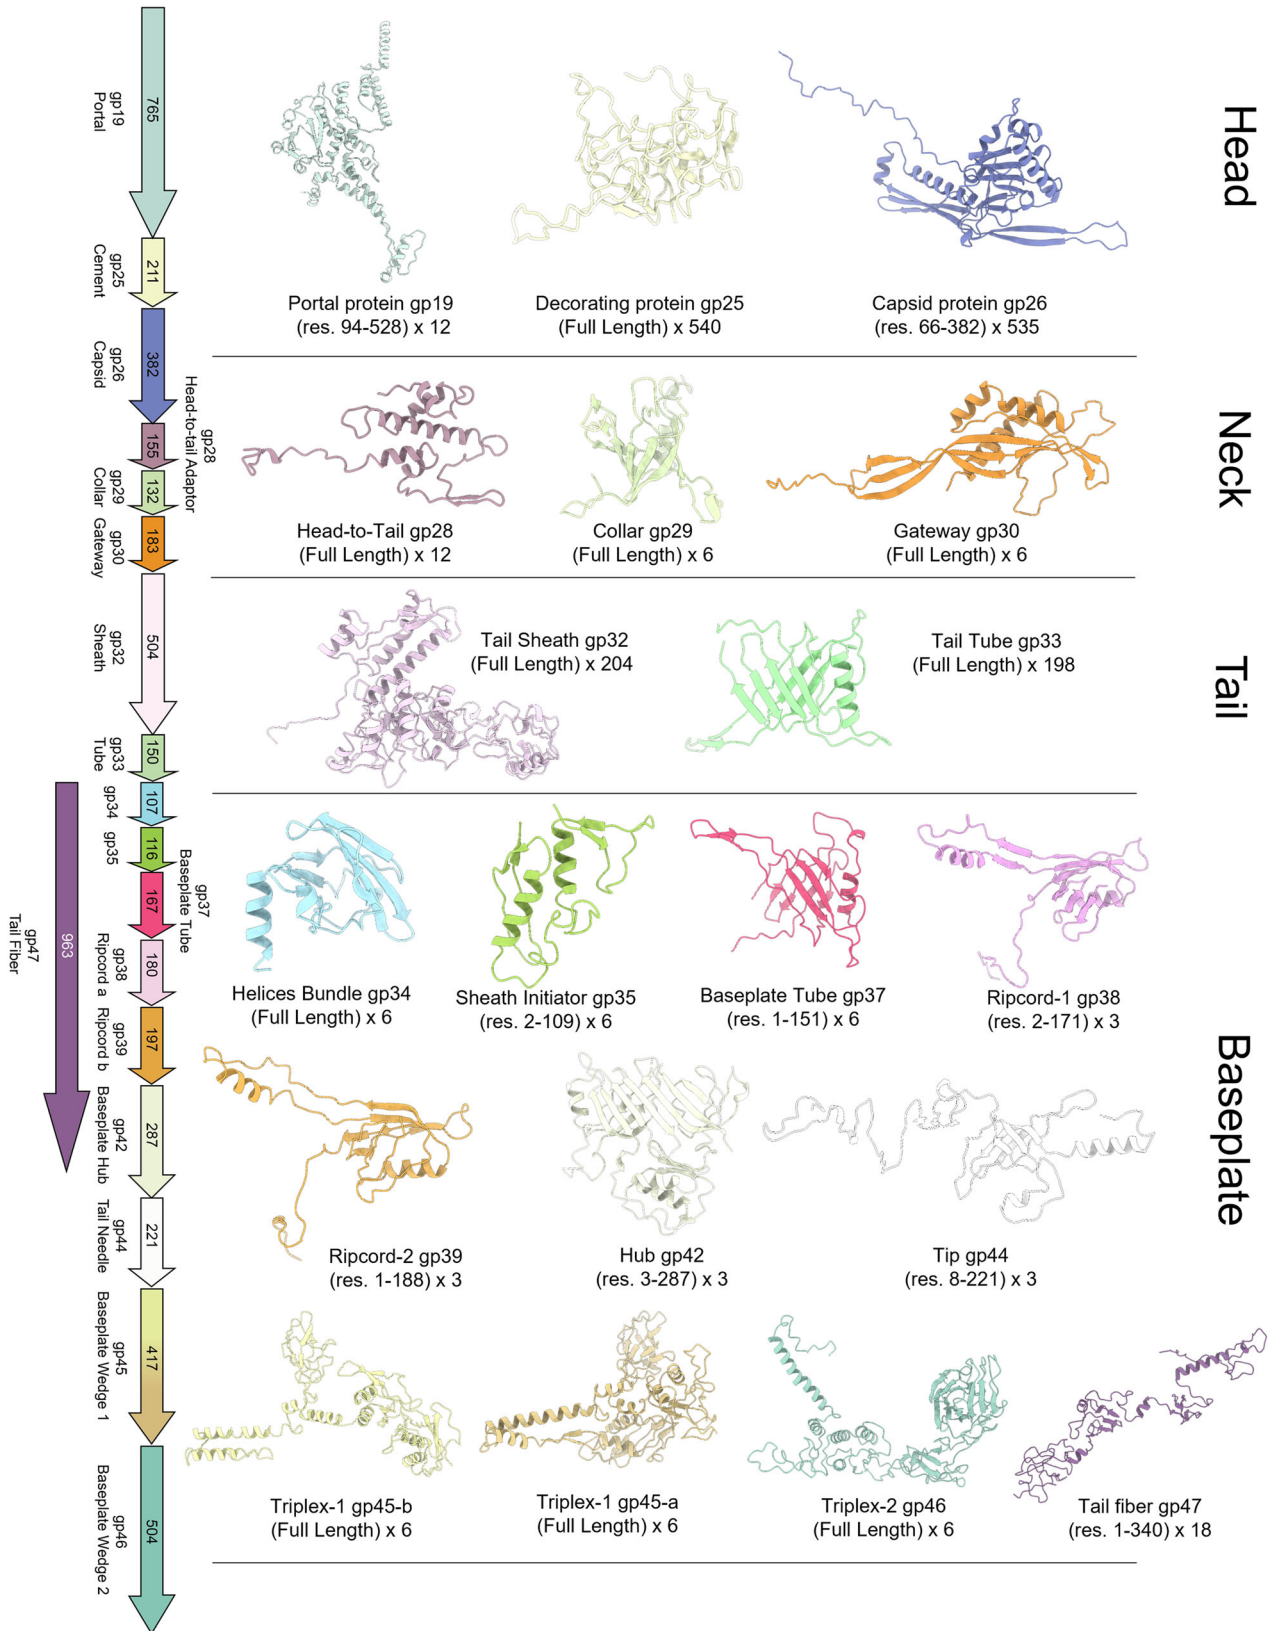 765
gp19
Portal
211
gp25
Cement
382
gp26
Capsid
155
gp28
Head-to-tail Adaptor
132
gp29
Collar
183
gp30
Gateway
504
gp32
Sheath
150
gp33
Tube
107
gp34
116
gp35
167
gp37
Baseplate Tube
180
gp38
Ripcord a
197
gp39
Ripcord b
287
gp42
Baseplate Hub
221
gp44
Tail Needle
417
gp45
Baseplate Wedge 1
504
gp46
Baseplate Wedge 2
963
gp47
Tail Fiber
Head
Portal protein gp19
(res. 94-528) x 12
Decorating protein gp25
(Full Length) x 540
Capsid protein gp26
(res. 66-382) x 535
Neck
Head-to-Tail gp28
(Full Length) x 12
Collar gp29
(Full Length) x 6
Gateway gp30
(Full Length) x 6
Tail
Tail Sheath gp32
(Full Length) x 204
Tail Tube gp33
(Full Length) x 198
Baseplate
Helices Bundle gp34
(Full Length) x 6
Sheath Initiator gp35
(res. 2-109) x 6
Baseplate Tube gp37
(res. 1-151) x 6
Ripcord-1 gp38
(res. 2-171) x 3
Ripcord-2 gp39
(res. 1-188) x 3
Hub gp42
(res. 3-287) x 3
Tip gp44
(res. 8-221) x 3
Triplex-1 gp45-b
(Full Length) x 6
Triplex-1 gp45-a
(Full Length) x 6
Triplex-2 gp46
(Full Length) x 6
Tail fiber gp47
(res. 1-340) x 18